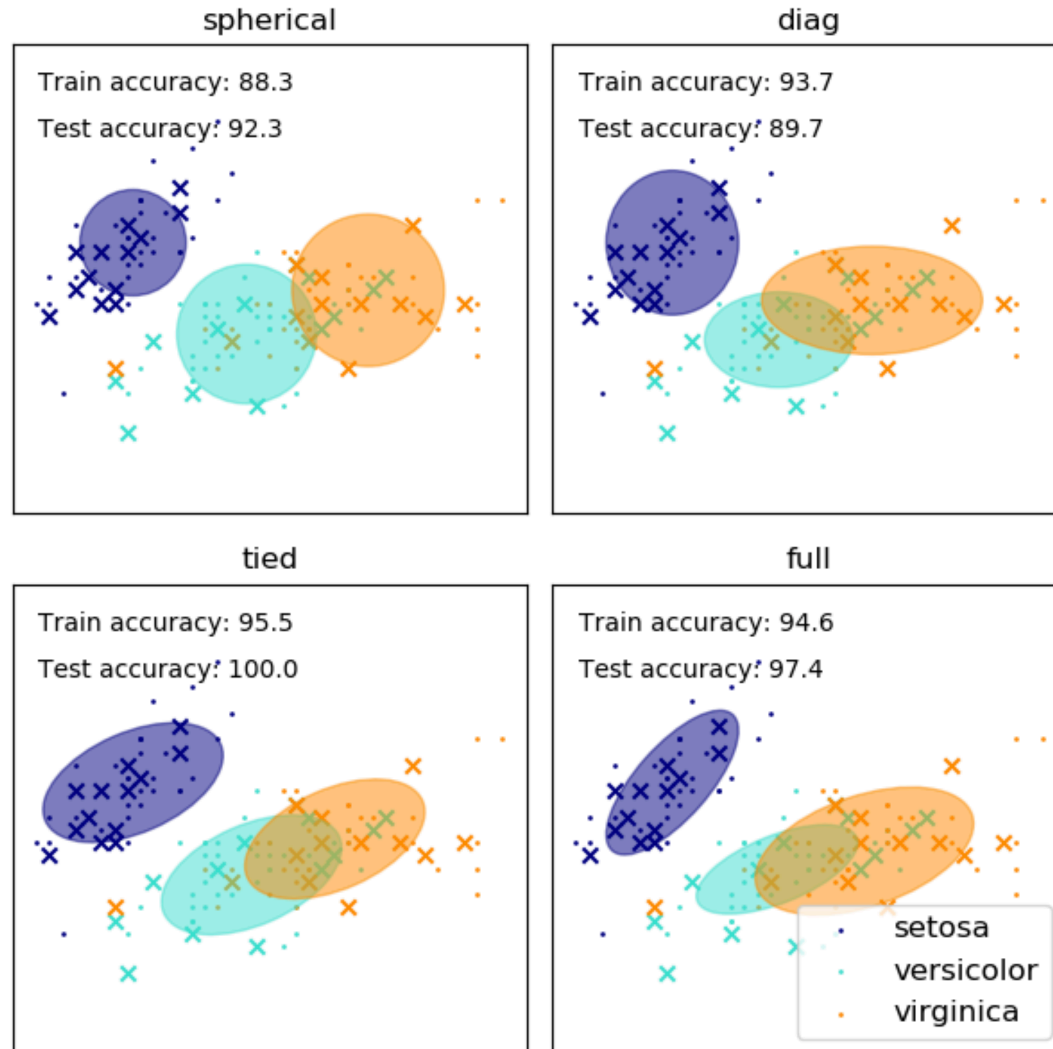 spherical
Train accuracy: 88.3
Test accuracy: 92.3
diag
Train accuracy: 93.7
Test accuracy: 89.7
tied
Train accuracy: 95.5
Test accuracy: 100.0
full
Train accuracy: 94.6
Test accuracy: 97.4
setosa
versicolor
virginica